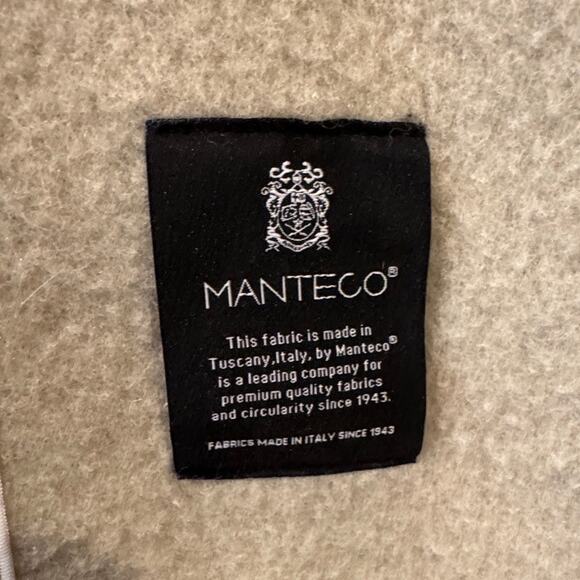 MANTECO®
This fabric is made in
Tuscany,Italy, by Manteco®
is a leading company for
premium quality fabrics
and circularity since 1943.
FABRICS MADE IN ITALY SINCE 1943